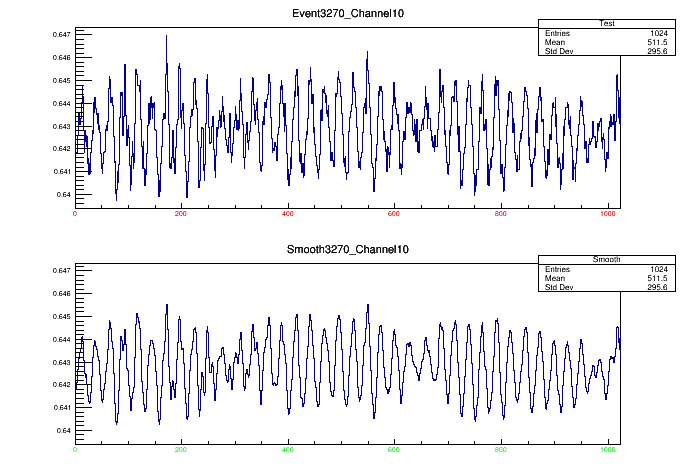 Event3270_Channel10
Test
Entries 1024
Mean 511.5
Std Dev 295.6
0.647
0.646
0.645
0.644
0.643
0.642
0.641
0.64
0 200 400 600 800 1000
Smooth3270_Channel10
Smooth
Entries 1024
Mean 511.5
Std Dev 295.6
0.647
0.646
0.645
0.644
0.643
0.642
0.641
0.64
0 200 400 600 800 1000